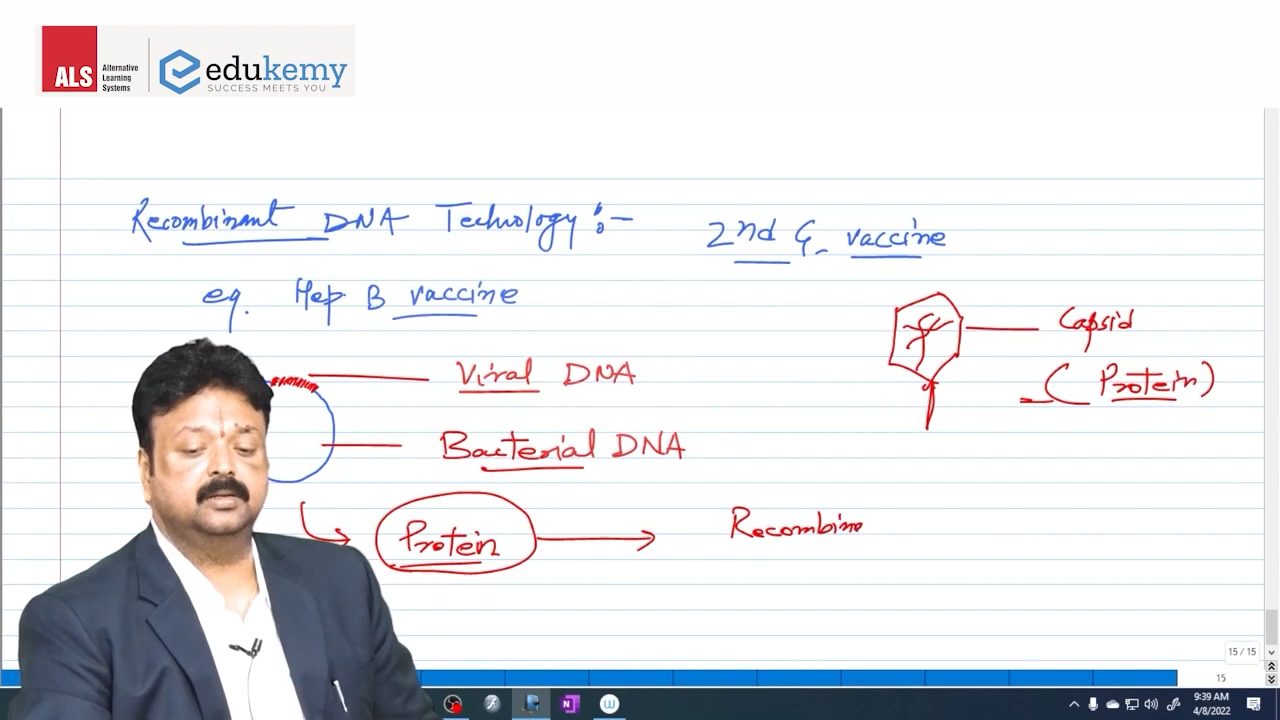 ALS
Alternative
Learning
Systems
edukemy
SUCCESS MEETS YOU
Recombinant DNA Technology :-
2nd G. vaccine
eg. Hep. B vaccine
Capsid
(Protein)
Viral DNA
Bacterial DNA
Protein
Recombine
15 / 15
15
9:39 AM
4/8/2022